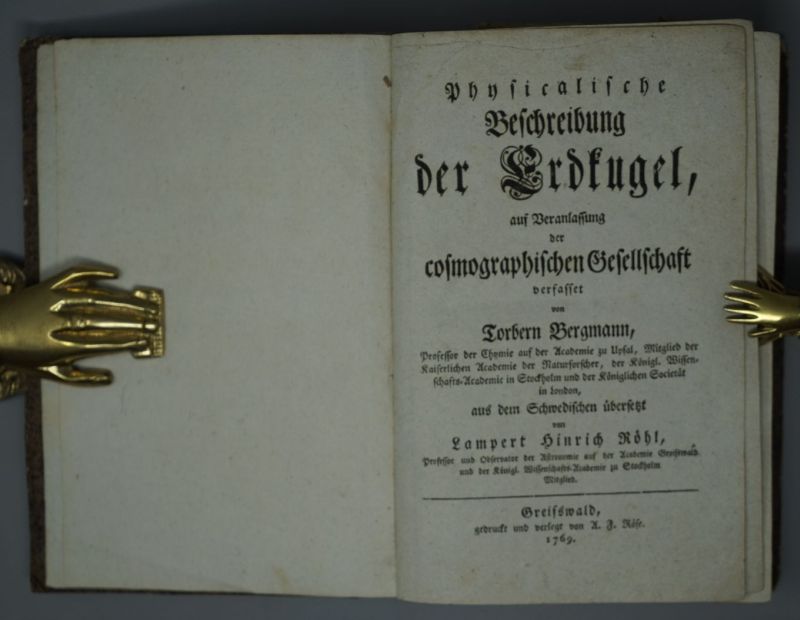 Physicalische
Beschreibung
der Erdkugel,
auf Veranlassung
der
cosmographischen Gesellschaft
verfasset
von
Torbern Bergmann,
Professor der Chymie auf der Academie zu Upsal, Mitglied der
Kaiserlichen Academie der Naturforscher, der Königl. Wissen-
schafts-Academie in Stockholm und der Königlichen Societät
in London,
aus dem Schwedischen übersetzt
von
Lampert Hinrich Röhl,
Professor und Observator der Astronomie auf der Academie Greifswald
und der Königl. Wissenschafts-Academie zu Stockholm
Mitglied.
Greifswald,
gedruckt und verlegt von A. F. Röse.
1769.